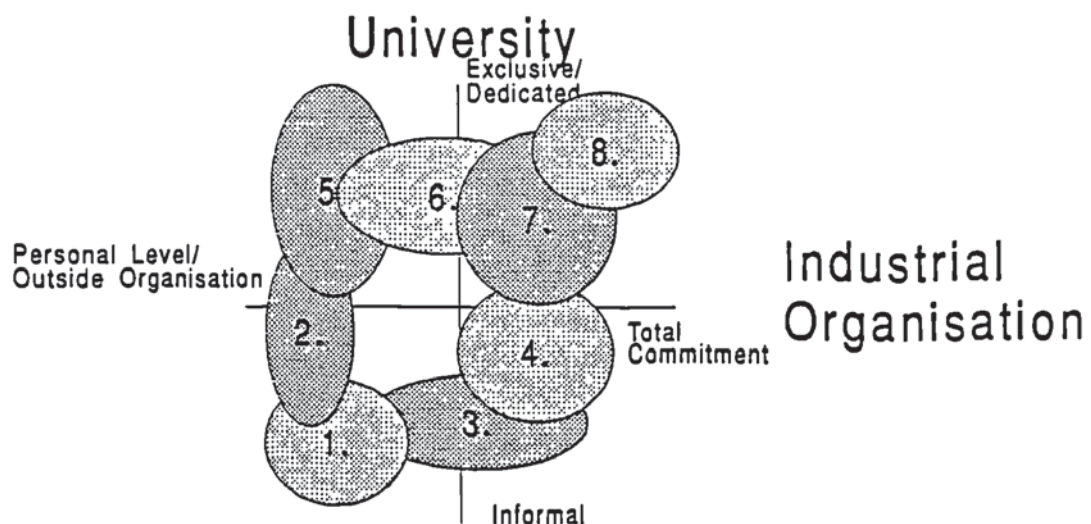 University
Exclusive/
Dedicated
8.
5
6.
7.
Personal Level/
Outside Organisation
Industrial
Organisation
2.
4.
Total
Commitment
1.
3.
Informal